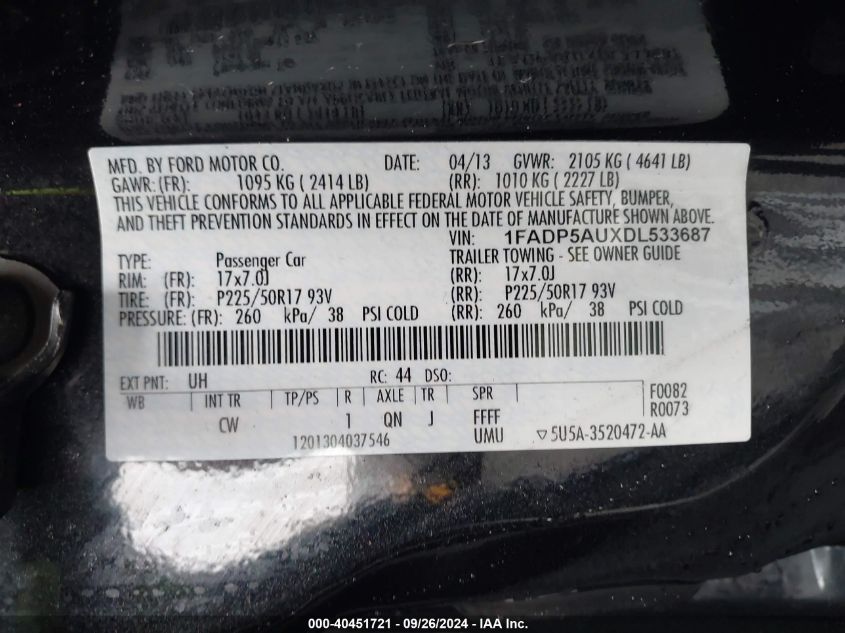 MFD. BY FORD MOTOR CO. DATE: 04/13 GVWR: 2105 KG ( 4641 LB)
GAWR: (FR): 1095 KG ( 2414 LB) (RR): 1010 KG ( 2227 LB)
THIS VEHICLE CONFORMS TO ALL APPLICABLE FEDERAL MOTOR VEHICLE SAFETY, BUMPER,
AND THEFT PREVENTION STANDARDS IN EFFECT ON THE DATE OF MANUFACTURE SHOWN ABOVE.
VIN: 1FADP5AUXDL533687
TYPE: Passenger Car TRAILER TOWING - SEE OWNER GUIDE
RIM: (FR): 17x7.0J (RR): 17x7.0J
TIRE: (FR): P225/50R17 93V (RR): P225/50R17 93V
PRESSURE: (FR): 260 kPa/ 38 PSI COLD (RR): 260 kPa/ 38 PSI COLD
EXT PNT: UH RC: 44 DSO:
WB INT TR TP/PS R AXLE TR SPR F0082
CW 1 QN J FFFF R0073
1201304037546 UMU ▽5U5A-3520472-AA
000-40451721 - 09/26/2024 - IAA Inc.